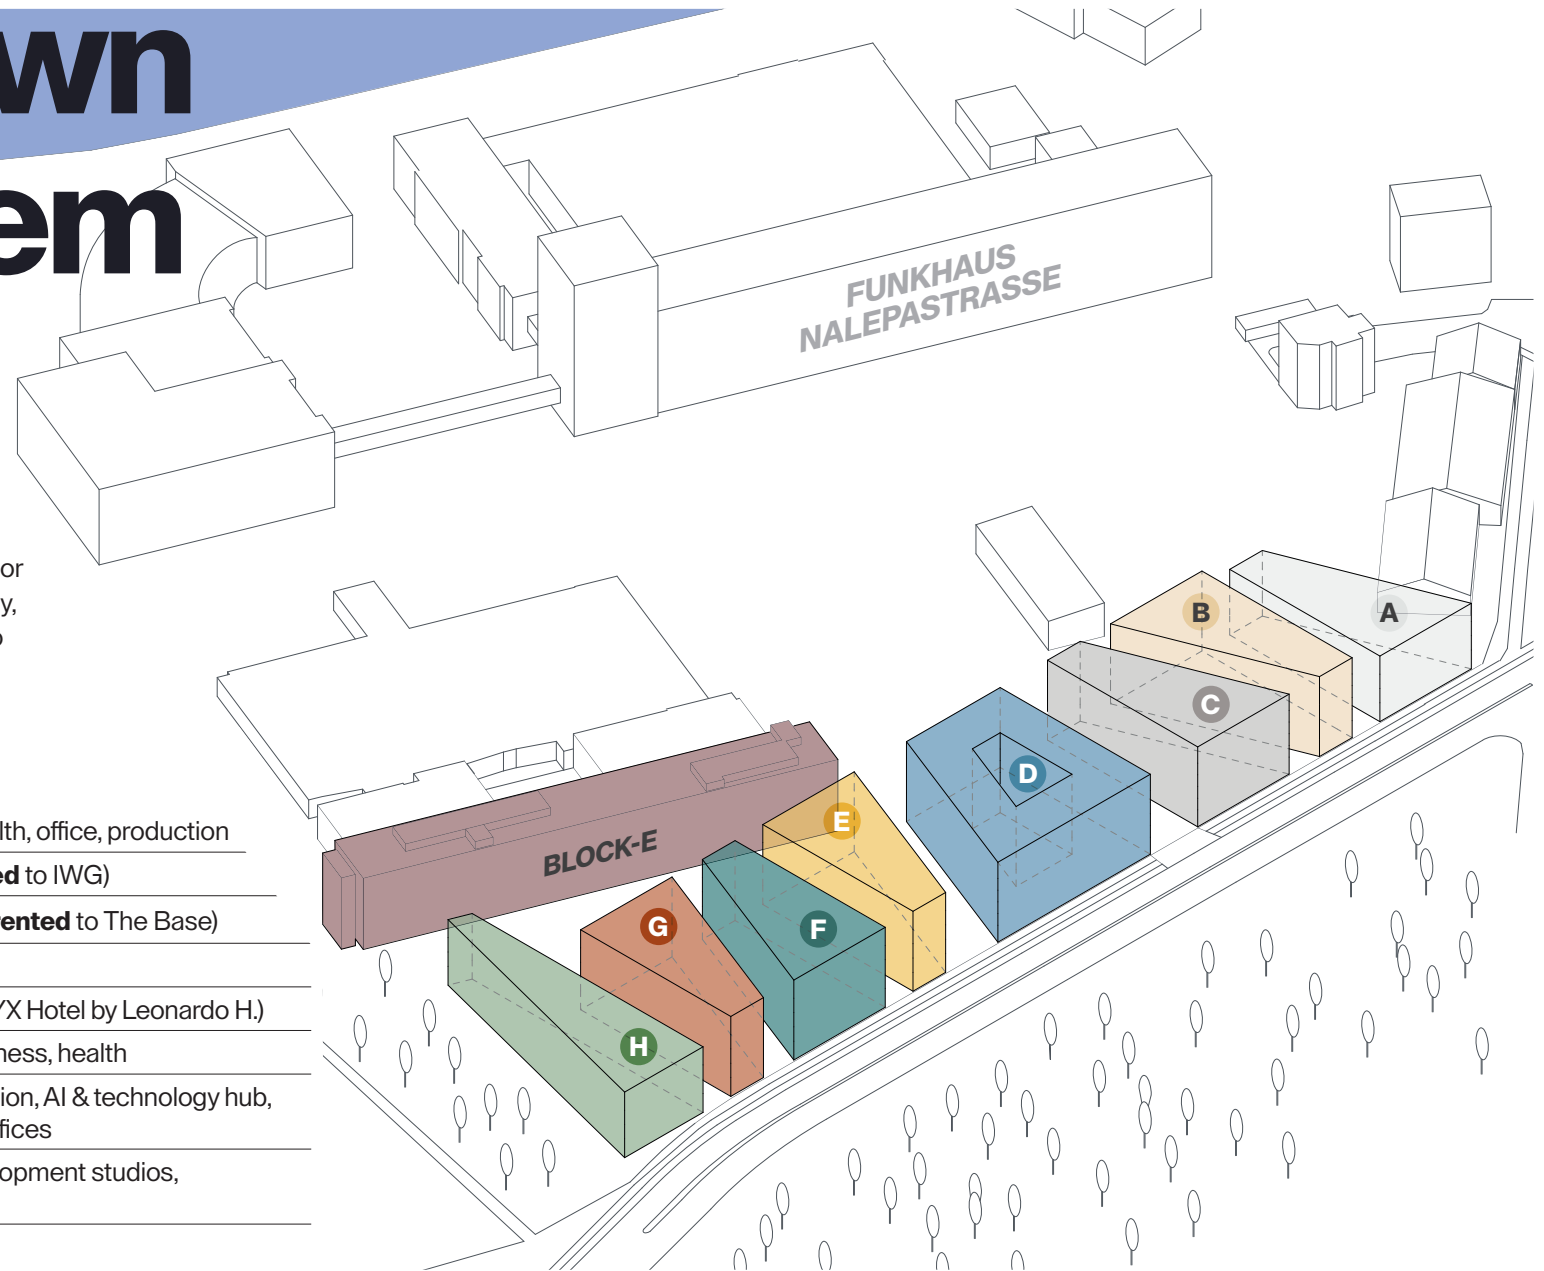 wn
em
or
y,
lth, office, production
ed to IWG)
rented to The Base)
YX Hotel by Leonardo H.)
ness, health
ion, AI & technology hub,
fices
opment studios,
FUNKHAUS
NALEPASTRASSE
BLOCK-E
A
B
C
D
E
F
G
H